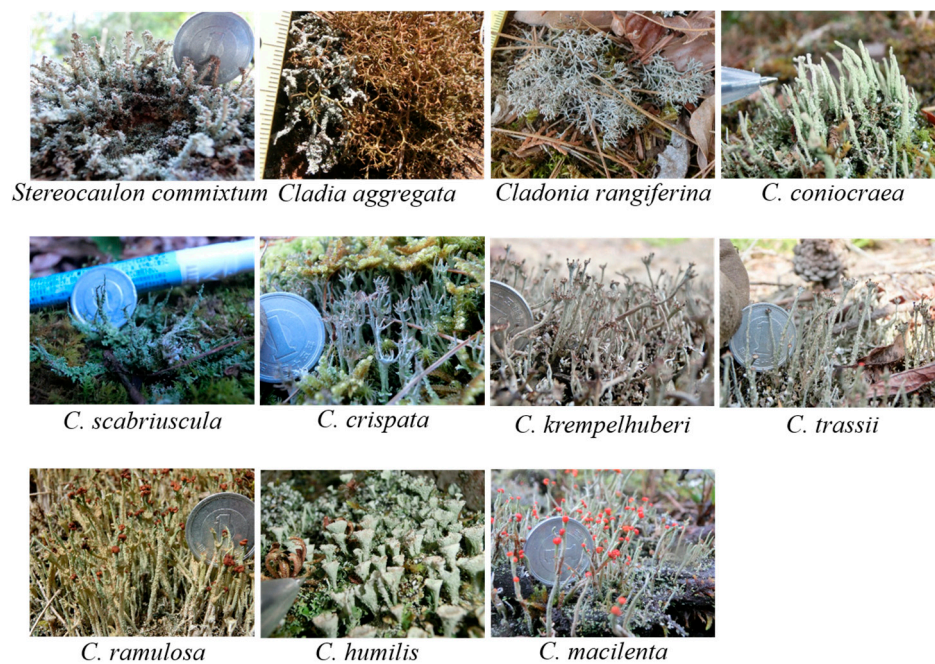 Stereocaulon commixtum
Cladia aggregata
Cladonia rangiferina
C. coniocraea
C. scabriuscula
C. crispata
C. krempelhuberi
C. trassii
C. ramulosa
C. humilis
C. macilenta